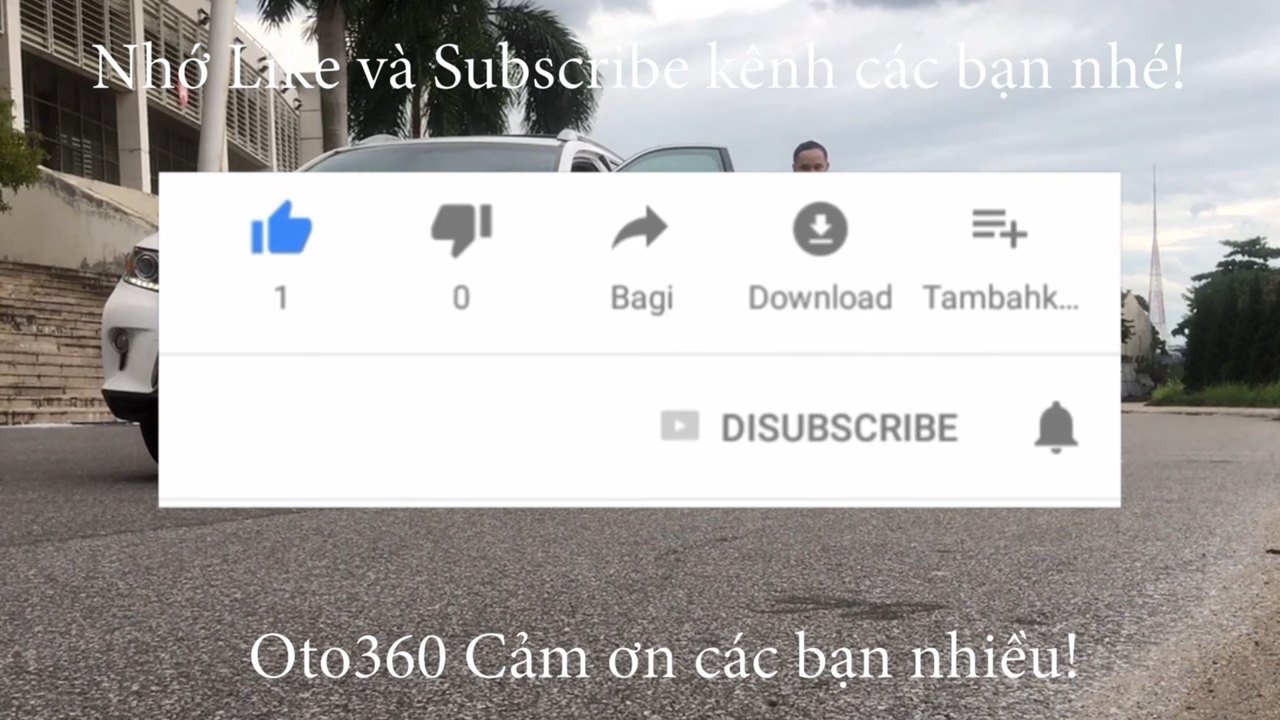 Nhớ Like và Subscribe kênh các bạn nhé!
1 0 Bagi Download Tambahk...
DISUBSCRIBE
Oto360 Cảm ơn các bạn nhiều!